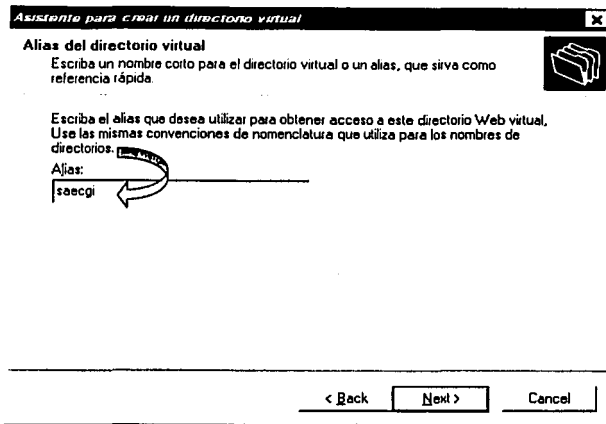 Asistente para crear un directorio virtual
Alias del directorio virtual
Escriba un nombre corto para el directorio virtual o un alias, que sirva como
referencia rápida.
Escriba el alias que desea utilizar para obtener acceso a este directorio Web virtual,
Use las mismas convenciones de nomenclatura que utiliza para los nombres de
directorios.
Alias:
saecgi
< Back
Next >
Cancel